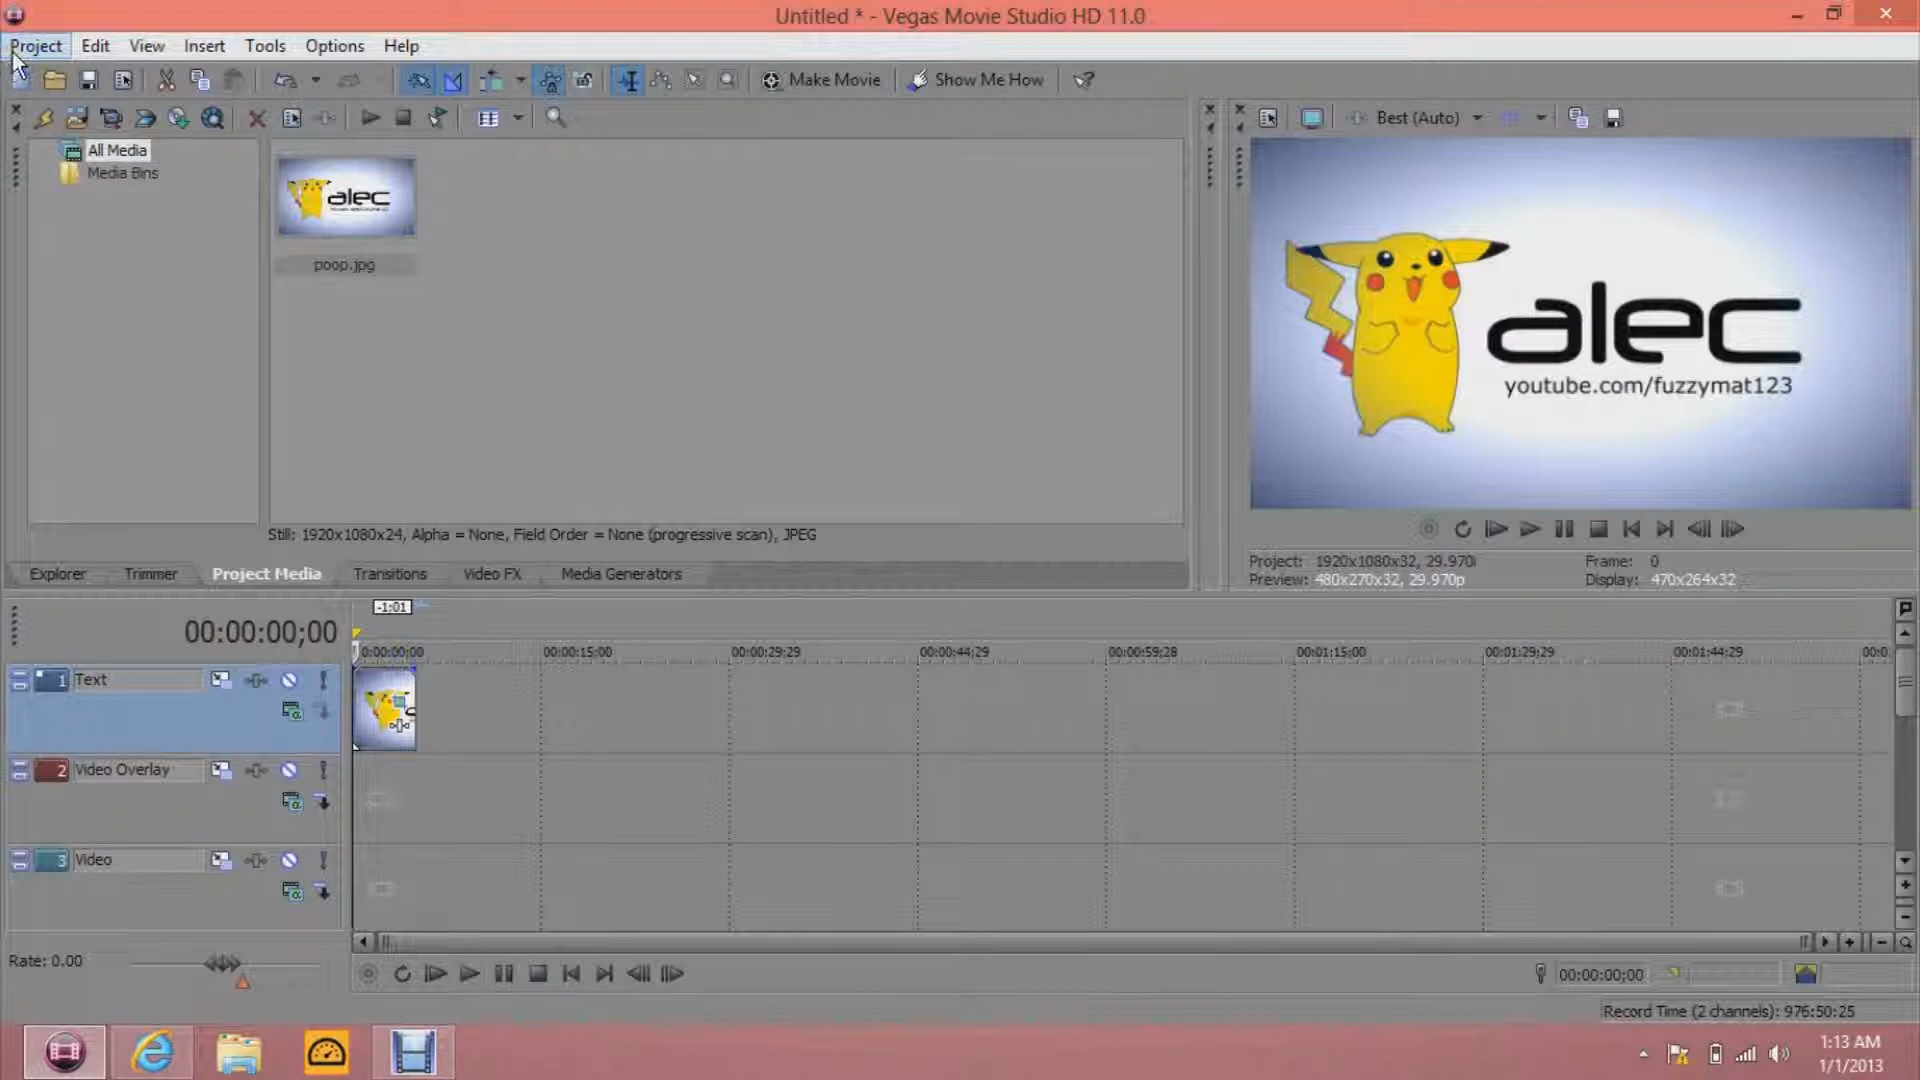 Untitled * - Vegas Movie Studio HD 11.0
Project Edit View Insert Tools Options Help
Make Movie Show Me How
Best (Auto)
All Media
Media Bins
alec
poop.jpg
alec
youtube.com/fuzzymat123
Still: 1920x1080x24, Alpha = None, Field Order = None (progressive scan), JPEG
Explorer Trimmer Project Media Transitions Video FX Media Generators
Project: 1920x1080x32, 29.970i Frame: 0
Preview: 480x270x32, 29.970p Display: 470x264x32
-1:01
00:00:00;00
0:00:00;00 00:00:15;00 00:00:29;29 00:00:44;29 00:00:59;28 00:01:15;00 00:01:29;29 00:01:44;29 00:0
1 Text
2 Video Overlay
3 Video
Rate: 0.00
00:00:00;00
Record Time (2 channels): 976:50:25
1:13 AM
1/1/2013